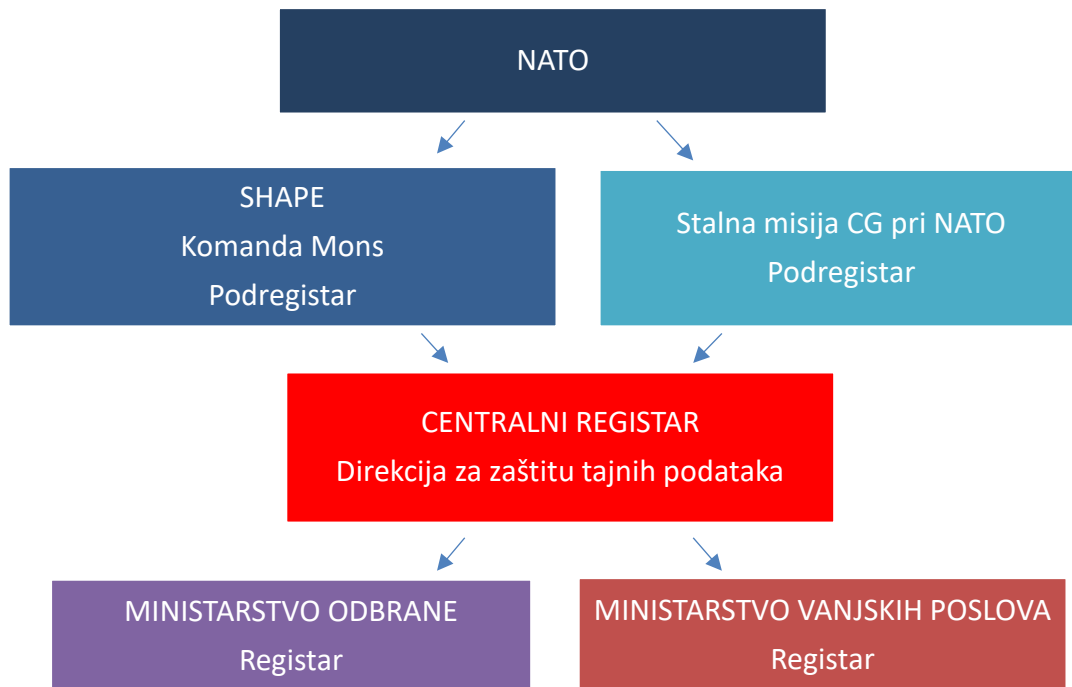 NATO
SHAPE
Komanda Mons
Podregistar
Stalna misija CG pri NATO
Podregistar
CENTRALNI REGISTAR
Direkcija za zaštitu tajnih podataka
MINISTARSTVO ODBRANE
Registar
MINISTARSTVO VANJSKIH POSLOVA
Registar